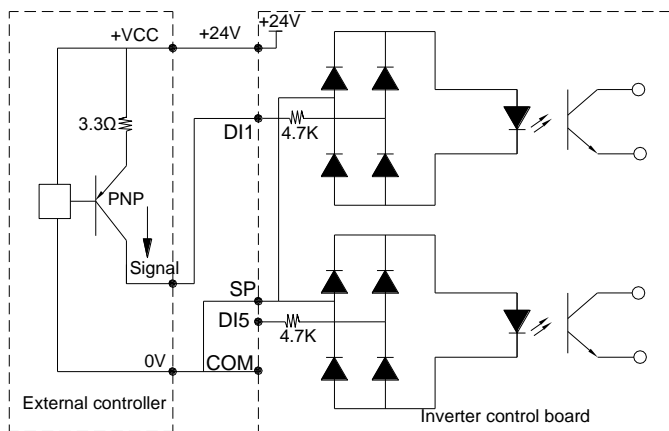 +VCC
+24V
+24V
3.3Ω
DI1
4.7K
PNP
Signal
SP
DI5
4.7K
0V
COM
External controller
Inverter control board